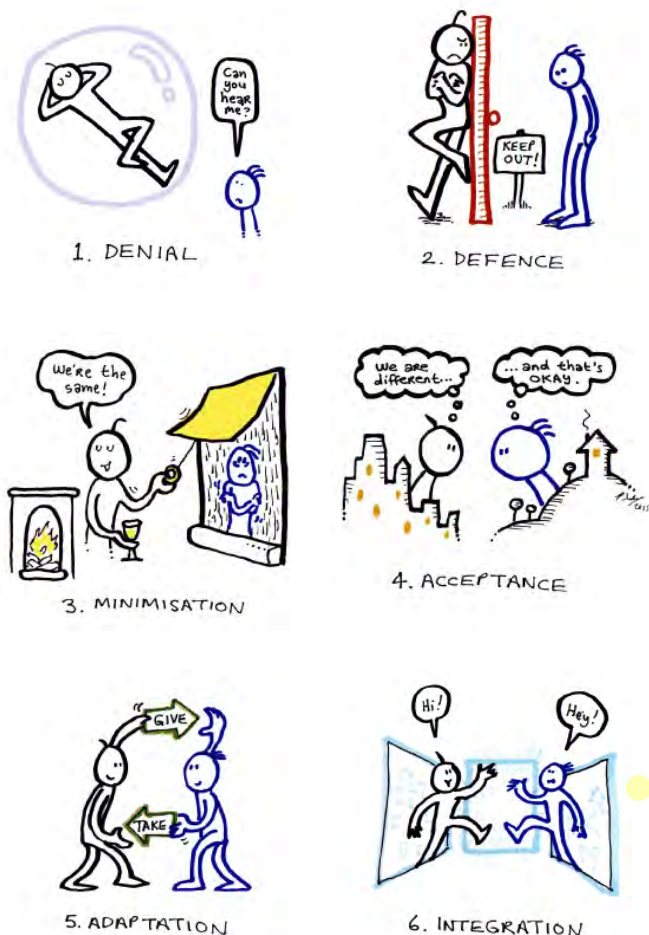 Can
you
hear
me?
1. DENIAL
KEEP
OUT!
2. DEFENCE
We're the
same!
3. MINIMISATION
we are
different...
...and that's
OKAY.
4. ACCEPTANCE
GIVE
TAKE
5. ADAPTATION
Hi!
Hey!
6. INTEGRATION